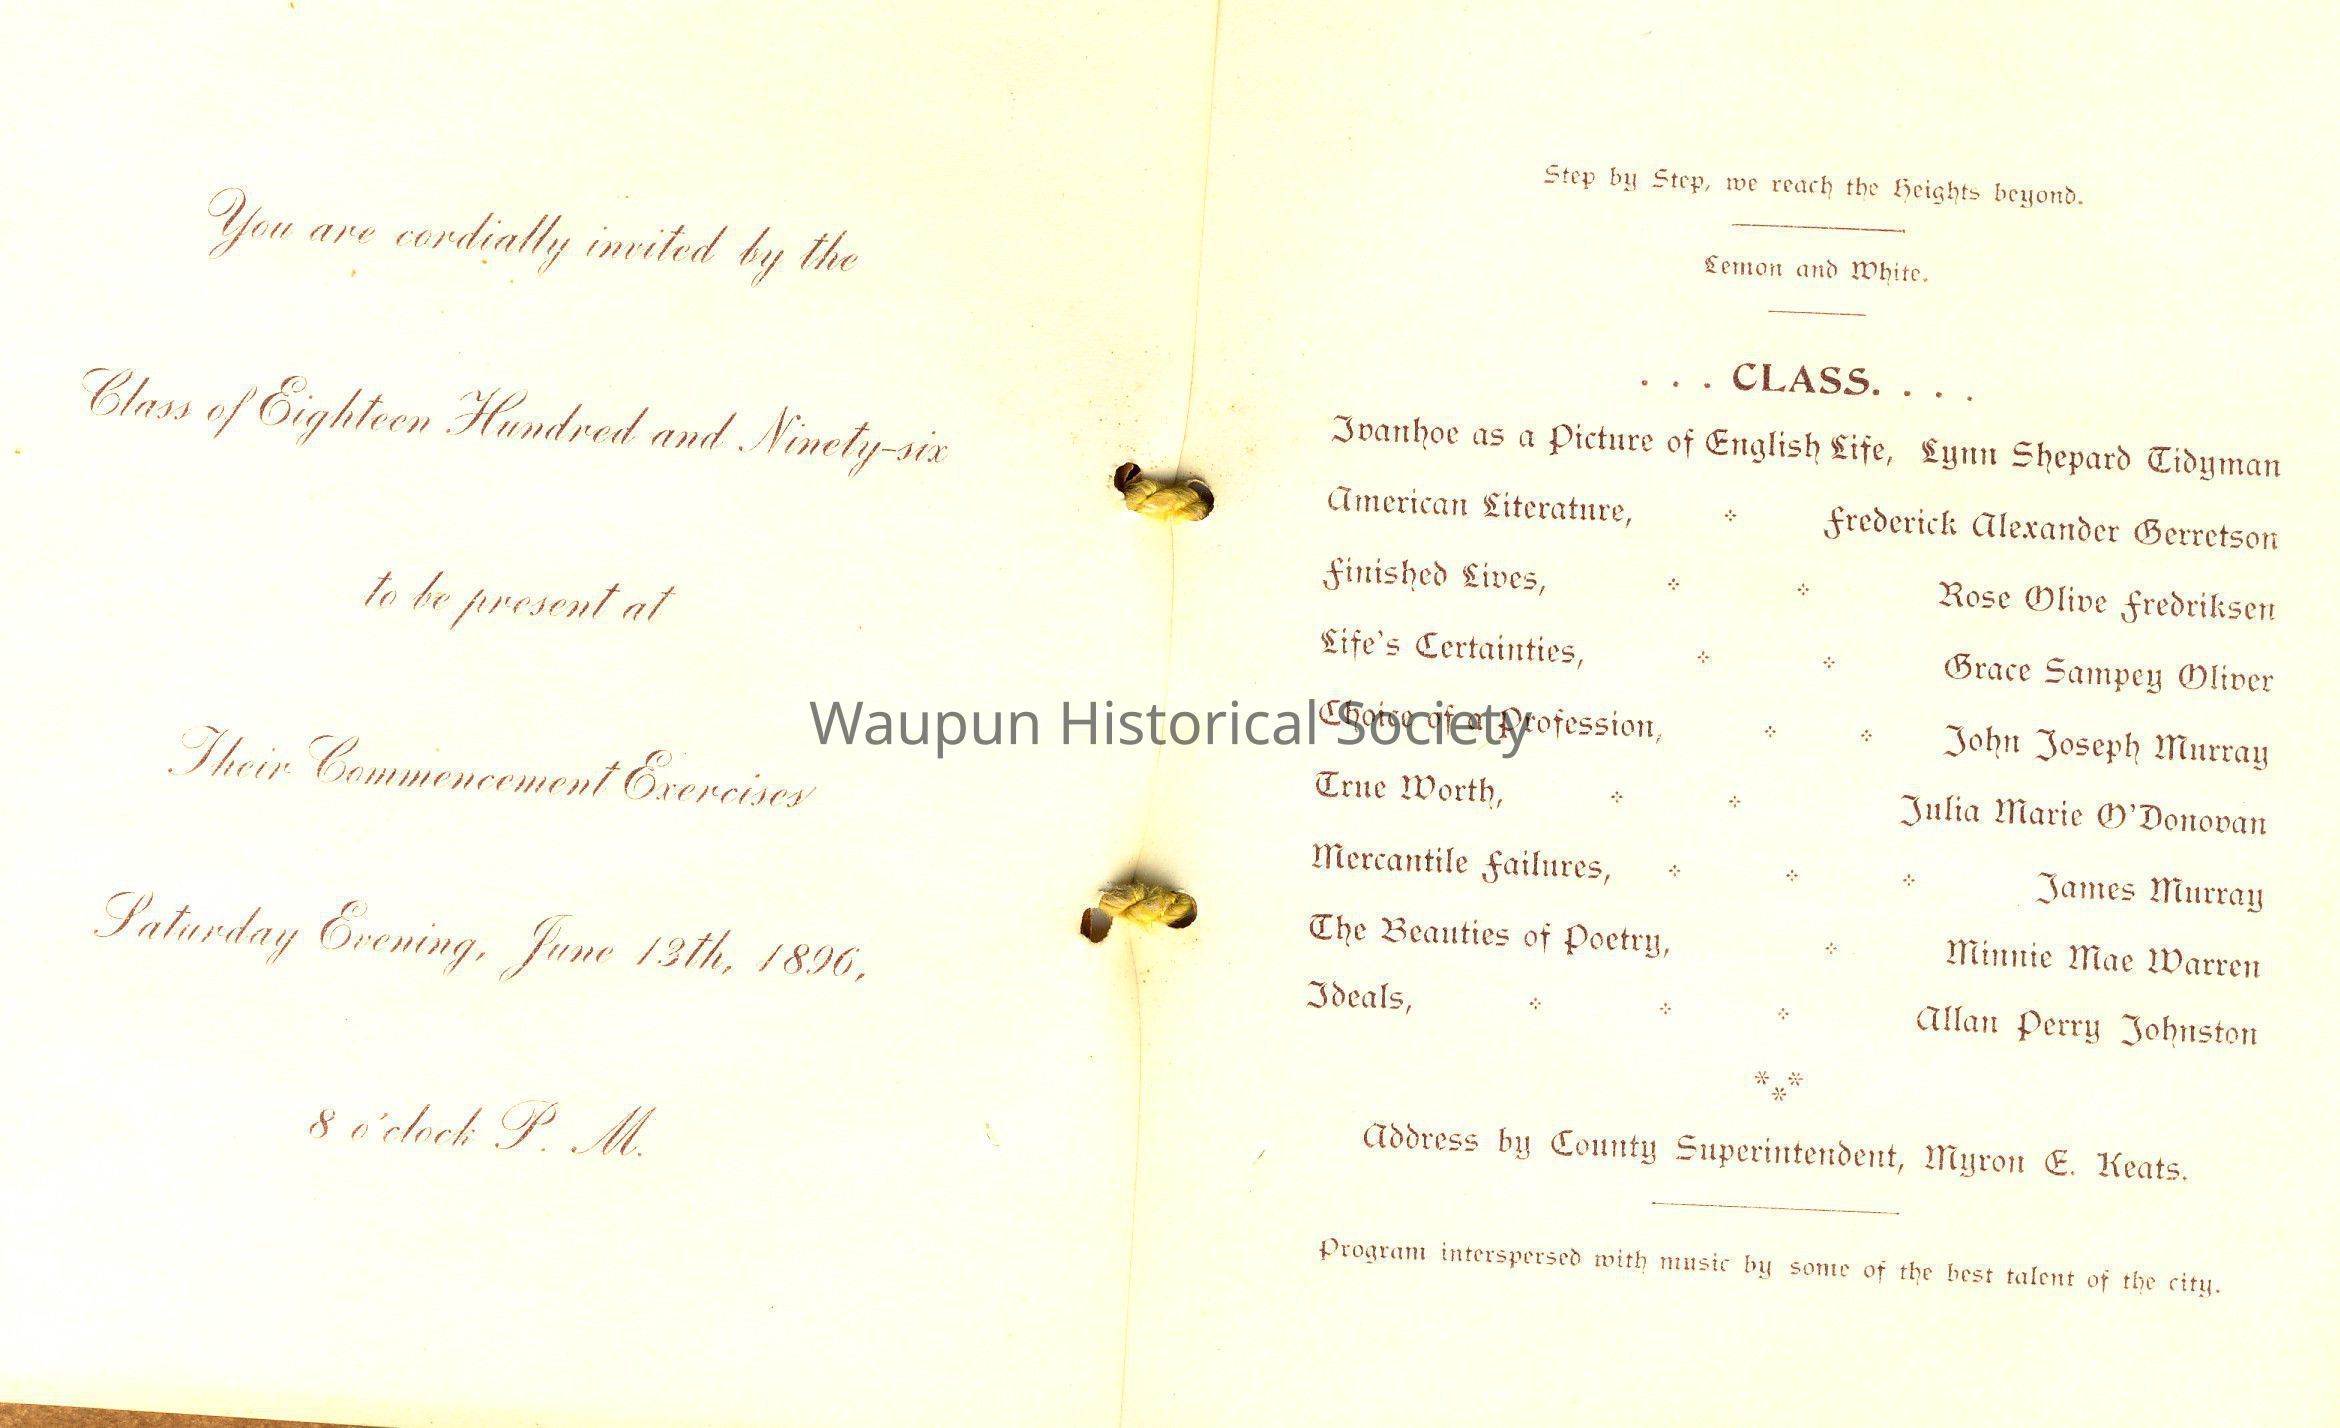 You are cordially invited by the
Class of Eighteen Hundred and Ninety-six
to be present at
Their Commencement Exercises
Saturday Evening, June 13th, 1896,
8 o'clock P. M.
Step by Step, we reach the Heights beyond.
Lemon and White.
. . . CLASS. . . .
Ivanhoe as a Picture of English Life, Lynn Shepard Tidyman
American Literature, Frederick Alexander Gerretson
Finished Lives, Rose Olive Fredriksen
Life's Certainties, Grace Sampey Oliver
Choice of a Profession, John Joseph Murray
True Worth, Julia Marie O'Donovan
Mercantile Failures, James Murray
The Beauties of Poetry, Minnie Mae Warren
Ideals, Allan Perry Johnston
Address by County Superintendent, Myron E. Keats.
Program interspersed with music by some of the best talent of the city.
Waupun Historical Society